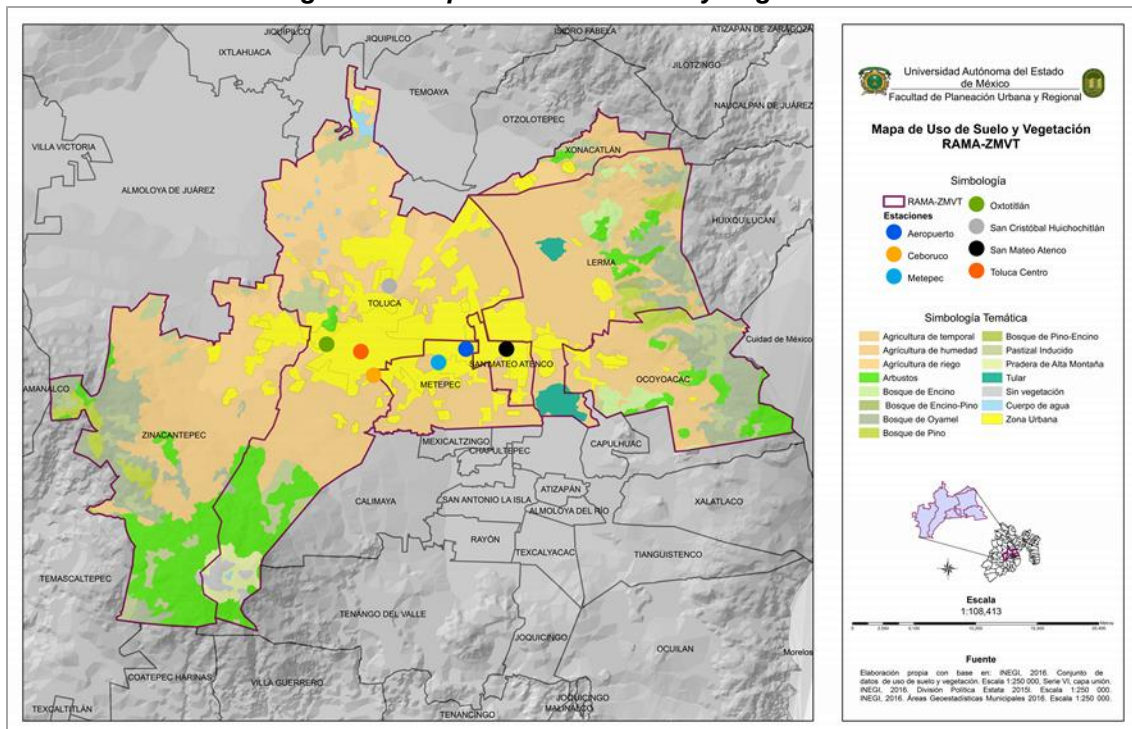 JIQUIPILCO
JIQUIPILCO
IXTLAHUACA
ISIDRO FABELA
ATIZAPÁN DE ZARAGOZA
TEMOAYA
JILOTZINGO
OTZOLOTEPEC
NAUCALPAN DE JUÁREZ
VILLA VICTORIA
XONACATLÁN
ALMOLOYA DE JUÁREZ
HUIXQUILUCAN
LERMA
TOLUCA
Cuidad de México
SAN MATEO ATENCO
METEPEC
OCOYOACAC
AMANALCO
ZINACANTEPEC
MEXICALTZINGO
CHAPULTEPEC
CAPULHUAC
CALIMAYA
SAN ANTONIO LA ISLA
ATIZAPÁN
ALMOLOYA DEL RÍO
XALATLACO
RAYÓN
TEXCALYACAC
TIANGUISTENCO
TEMASCALTEPEC
TENANGO DEL VALLE
JOQUICINGO
OCUILAN
Morelos
COATEPEC HARINAS
VILLA GUERRERO
JOQUICINGO
MALINALCO
TEXCALTITLÁN
TENANCINGO
Universidad Autónoma del Estado
de México
Facultad de Planeación Urbana y Regional
Mapa de Uso de Suelo y Vegetación
RAMA-ZMVT
Simbología
RAMA-ZMVT
Estaciones
Aeropuerto
Ceboruco
Metepec
Oxtotitlán
San Cristóbal Huichochitlán
San Mateo Atenco
Toluca Centro
Simbología Temática
Agricultura de temporal
Agricultura de humedad
Agricultura de riego
Arbustos
Bosque de Encino
Bosque de Encino-Pino
Bosque de Oyamel
Bosque de Pino
Bosque de Pino-Encino
Pastizal Inducido
Pradera de Alta Montaña
Tular
Sin vegetación
Cuerpo de agua
Zona Urbana
Escala
1:108,413
Fuente
Elaboración propia con base en: INEGI, 2016. Conjunto de
datos de uso de suelo y vegetación. Escala 1:250 000, Serie VI, capa unión.
INEGI, 2016. División Política Estata 2015I. Escala 1:250 000.
INEGI, 2016. Áreas Geoestadísticas Municipales 2016. Escala 1:250 000.